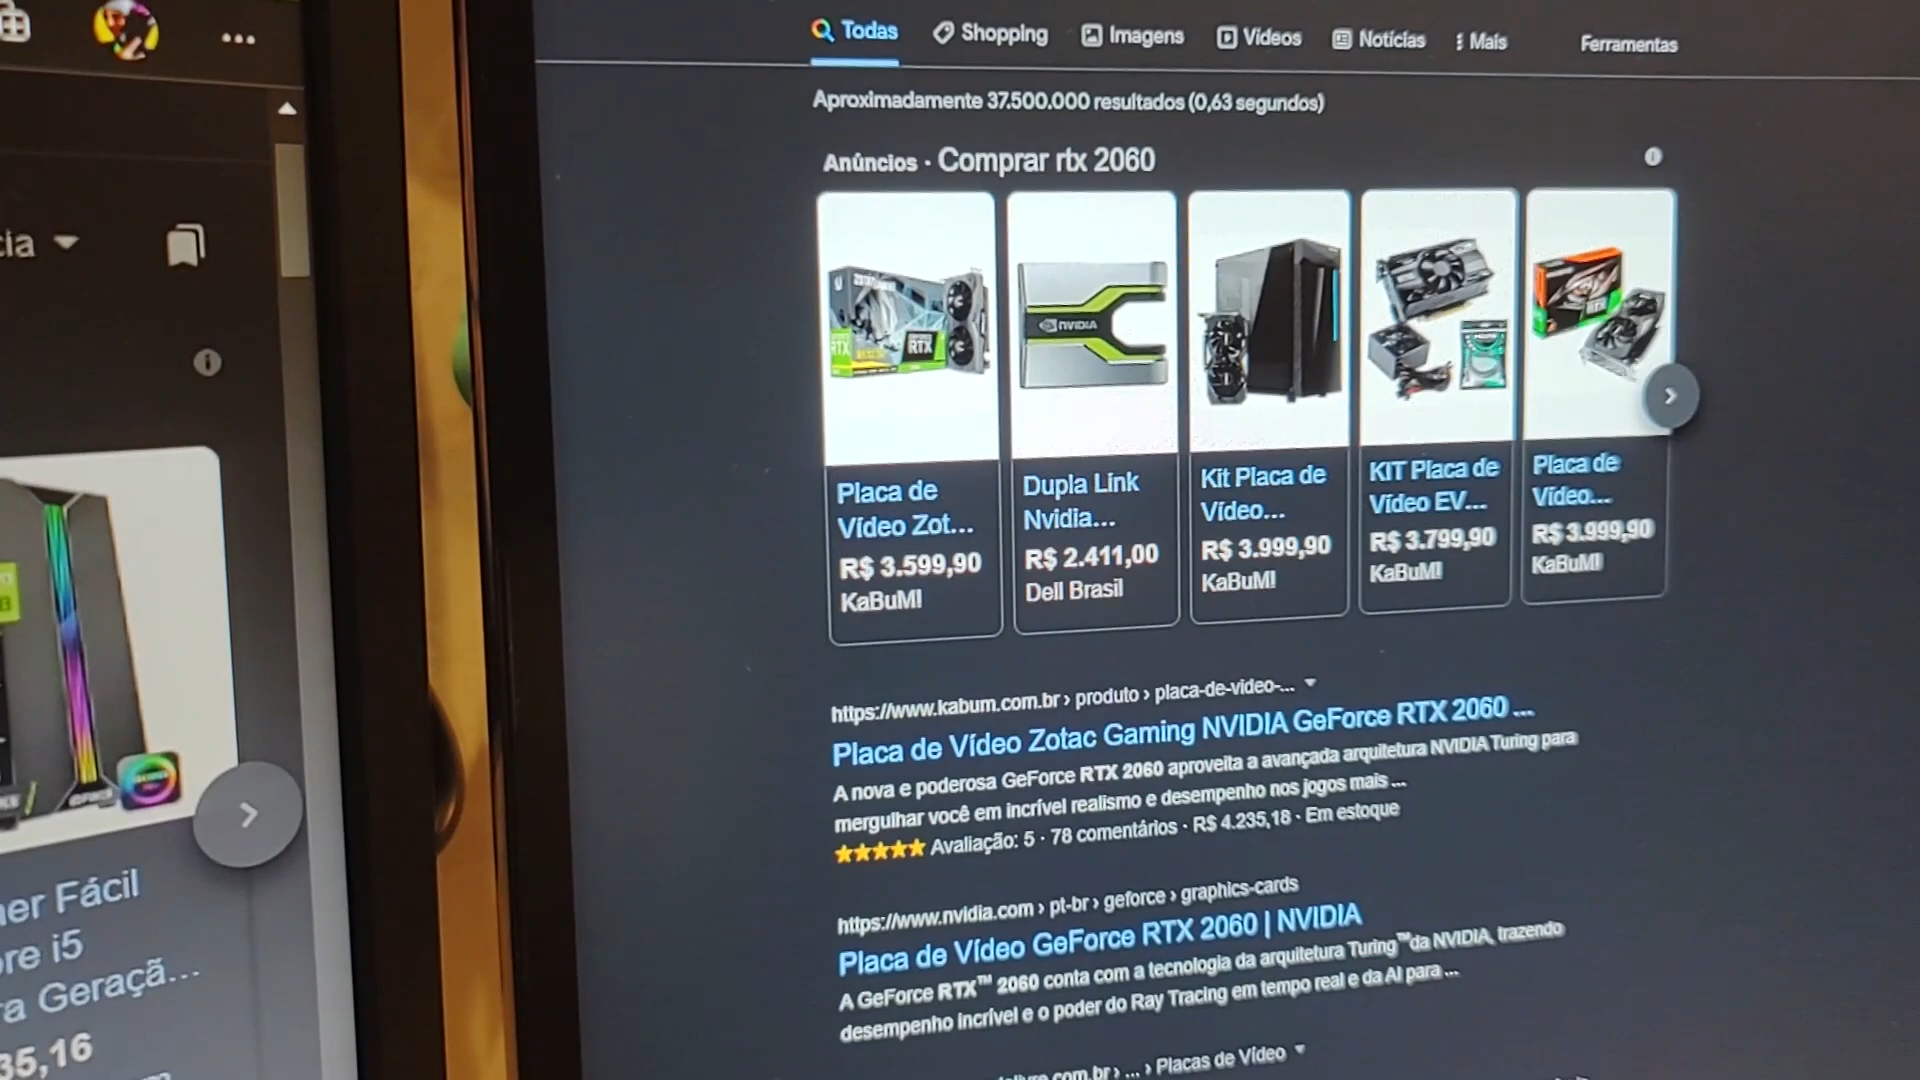 Todas
Shopping
Imagens
Vídeos
Notícias
Mais
Ferramentas
Aproximadamente 37.500.000 resultados (0,63 segundos)
Anúncios · Comprar rtx 2060
NVIDIA
RTX
Placa de
Vídeo Zot...
R$ 3.599,90
KaBuM!
Dupla Link
Nvidia...
R$ 2.411,00
Dell Brasil
Kit Placa de
Vídeo...
R$ 3.999,90
KaBuM!
KIT Placa de
Vídeo EV...
R$ 3.799,90
KaBuM!
Placa de
Vídeo...
R$ 3.999,90
KaBuM!
https://www.kabum.com.br › produto › placa-de-video-...
Placa de Vídeo Zotac Gaming NVIDIA GeForce RTX 2060 ...
A nova e poderosa GeForce RTX 2060 aproveita a avançada arquitetura NVIDIA Turing para
mergulhar você em incrível realismo e desempenho nos jogos mais ...
Avaliação: 5 · 78 comentários · R$ 4.235,18 · Em estoque
https://www.nvidia.com › pt-br › geforce › graphics-cards
Placa de Vídeo GeForce RTX 2060 | NVIDIA
A GeForce RTX™ 2060 conta com a tecnologia da arquitetura Turing™da NVIDIA, trazendo
desempenho incrível e o poder do Ray Tracing em tempo real e da AI para ...
.com.br › ... › Placas de Vídeo
cia
er Fácil
ore i5
a Geraçã...
35,16